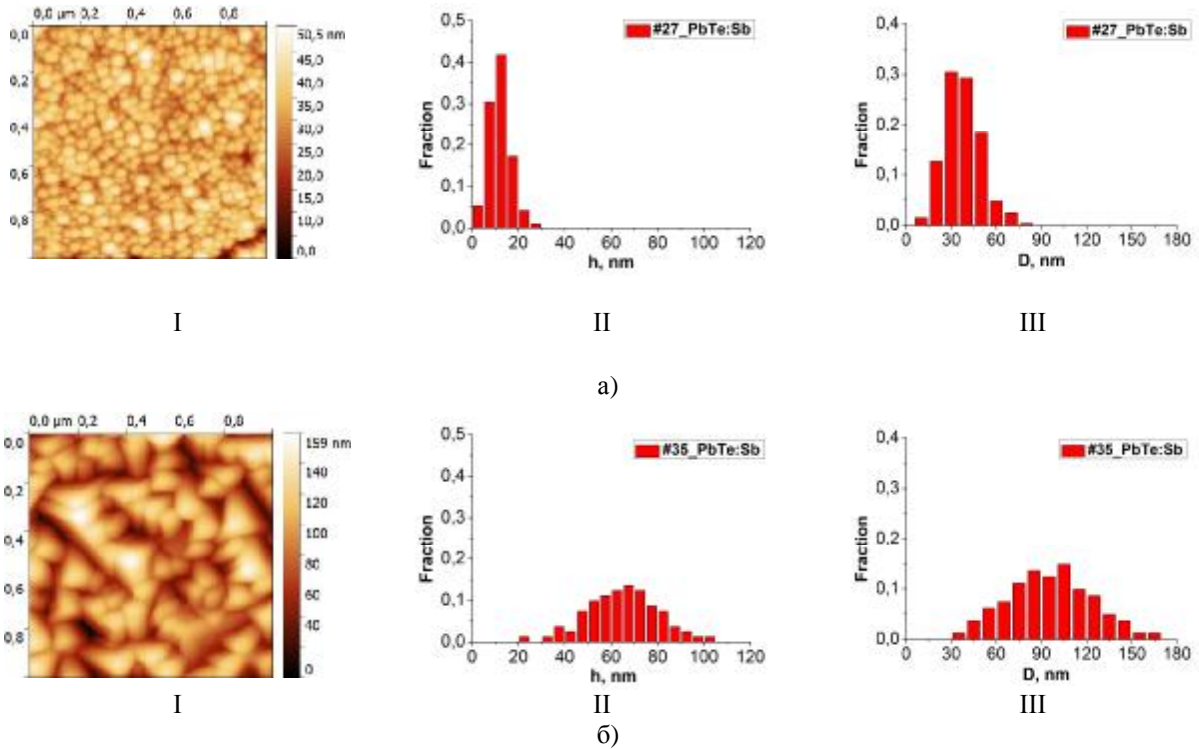 0,0 µm 0,2 0,4 0,6 0,8
0,0
0,2
0,4
0,6
0,8
50,5 nm
45,0
40,0
35,0
30,0
25,0
20,0
15,0
10,0
0,0
0,5
0,4
0,3
0,2
0,1
0,0
Fraction
#27_PbTe:Sb
0 20 40 60 80 100 120
h, nm
0,4
0,3
0,2
0,1
0,0
Fraction
#27_PbTe:Sb
0 30 60 90 120 150 180
D, nm
I II III
а)
0,0 µm 0,2 0,4 0,6 0,8
0,0
0,2
0,4
0,6
0,8
159 nm
140
120
100
80
60
40
0
0,5
0,4
0,3
0,2
0,1
0,0
Fraction
#35_PbTe:Sb
0 20 40 60 80 100 120
h, nm
0,4
0,3
0,2
0,1
0,0
Fraction
#35_PbTe:Sb
0 30 60 90 120 150 180
D, nm
I II III
б)